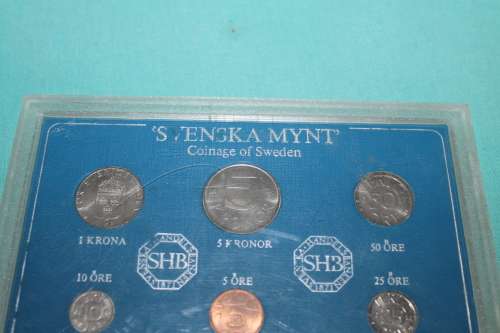 SVENSKA MYNT
Coinage of Sweden
5
1 KRONA
5 KRONOR
50 ÖRE
SHB
SHB
10 ÖRE
5 ÖRE
25 ÖRE